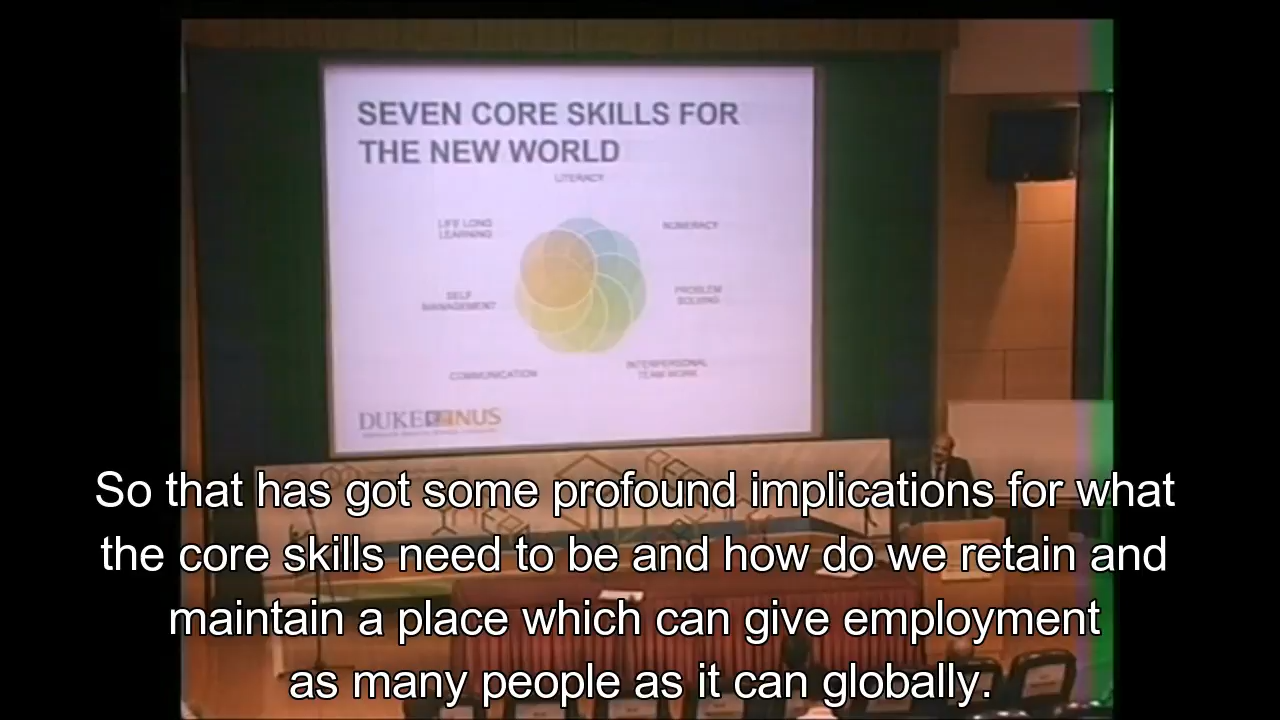 SEVEN CORE SKILLS FOR
THE NEW WORLD
LITERACY
LIFE LONG
LEARNING
NUMERACY
SELF
MANAGEMENT
PROBLEM
SOLVING
COMMUNICATION
INTERPERSONAL
TEAM WORK
DUKE NUS
So that has got some profound implications for what
the core skills need to be and how do we retain and
maintain a place which can give employment
as many people as it can globally.